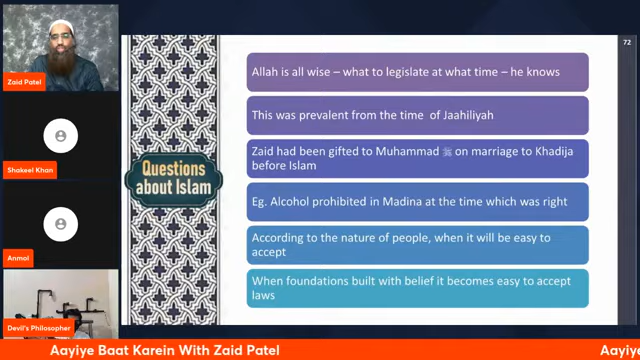 72
Zaid Patel
Shakeel Khan
Anmol
Devil's Philosopher
Questions
about Islam
Allah is all wise – what to legislate at what time – he knows
This was prevalent from the time of Jaahiliyah
Zaid had been gifted to Muhammad ﷺ on marriage to Khadija
before Islam
Eg. Alcohol prohibited in Madina at the time which was right
According to the nature of people, when it will be easy to
accept
When foundations built with belief it becomes easy to accept
laws
Aayiye Baat Karein With Zaid Patel
Aayiy